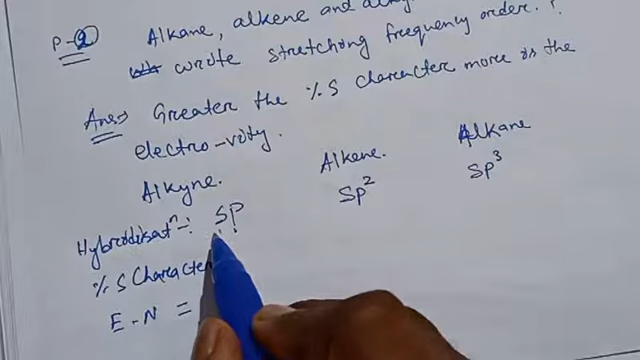 P-2 Alkane, alkene and
wrote stretching frequency order. ?
Ans⇒ Greater the % S Character more is the
electro-vity.
Alkyne. Alkene. Alkane
Hybridisatⁿ-: SP SP² SP³
% S Character
E-N =